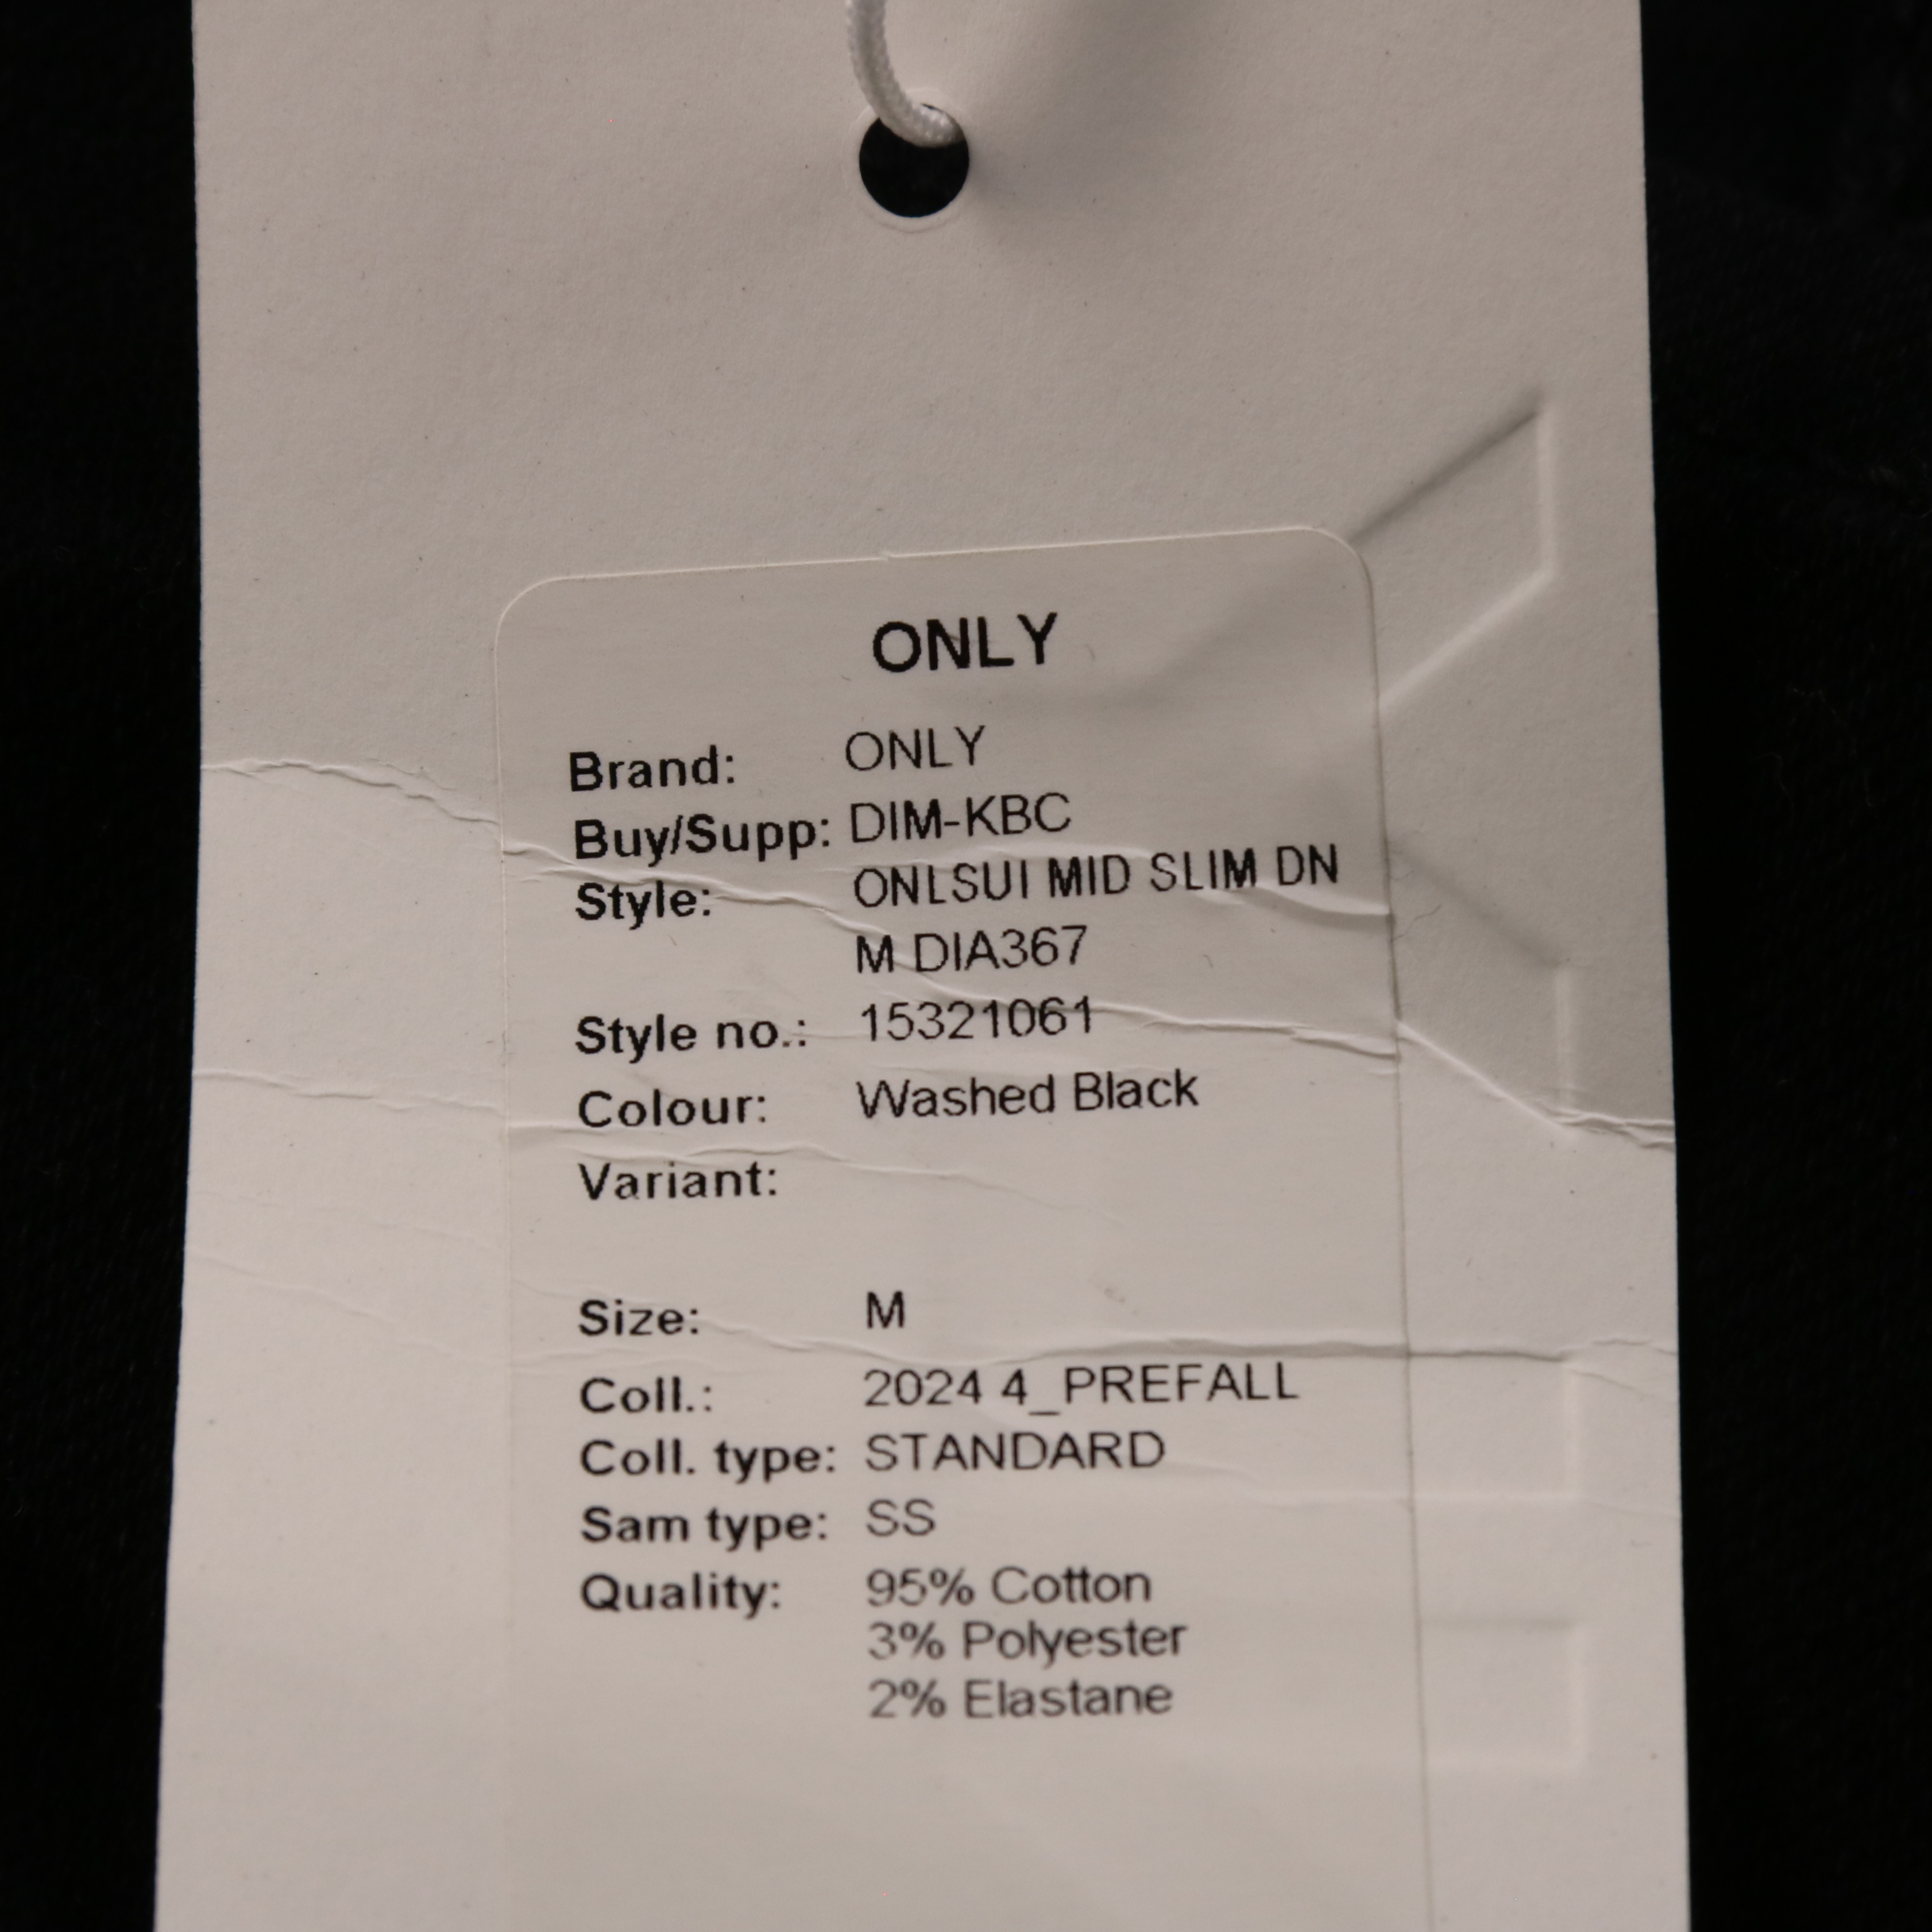 ONLY
Brand: ONLY
Buy/Supp: DIM-KBC
Style: ONLSUI MID SLIM DN
M DIA367
Style no.: 15321061
Colour: Washed Black
Variant:
Size: M
Coll.: 2024 4_PREFALL
Coll. type: STANDARD
Sam type: SS
Quality: 95% Cotton
3% Polyester
2% Elastane